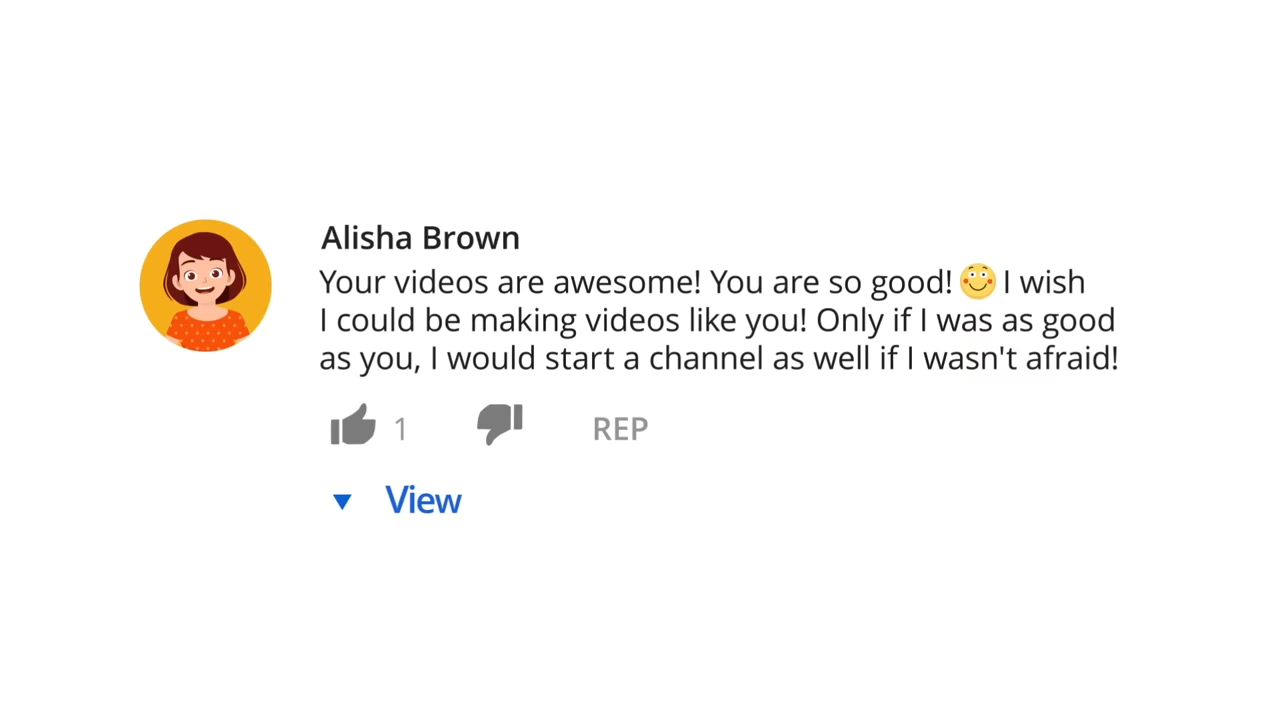 Alisha Brown
Your videos are awesome! You are so good! 😊 I wish
I could be making videos like you! Only if I was as good
as you, I would start a channel as well if I wasn't afraid!
1
REP
View